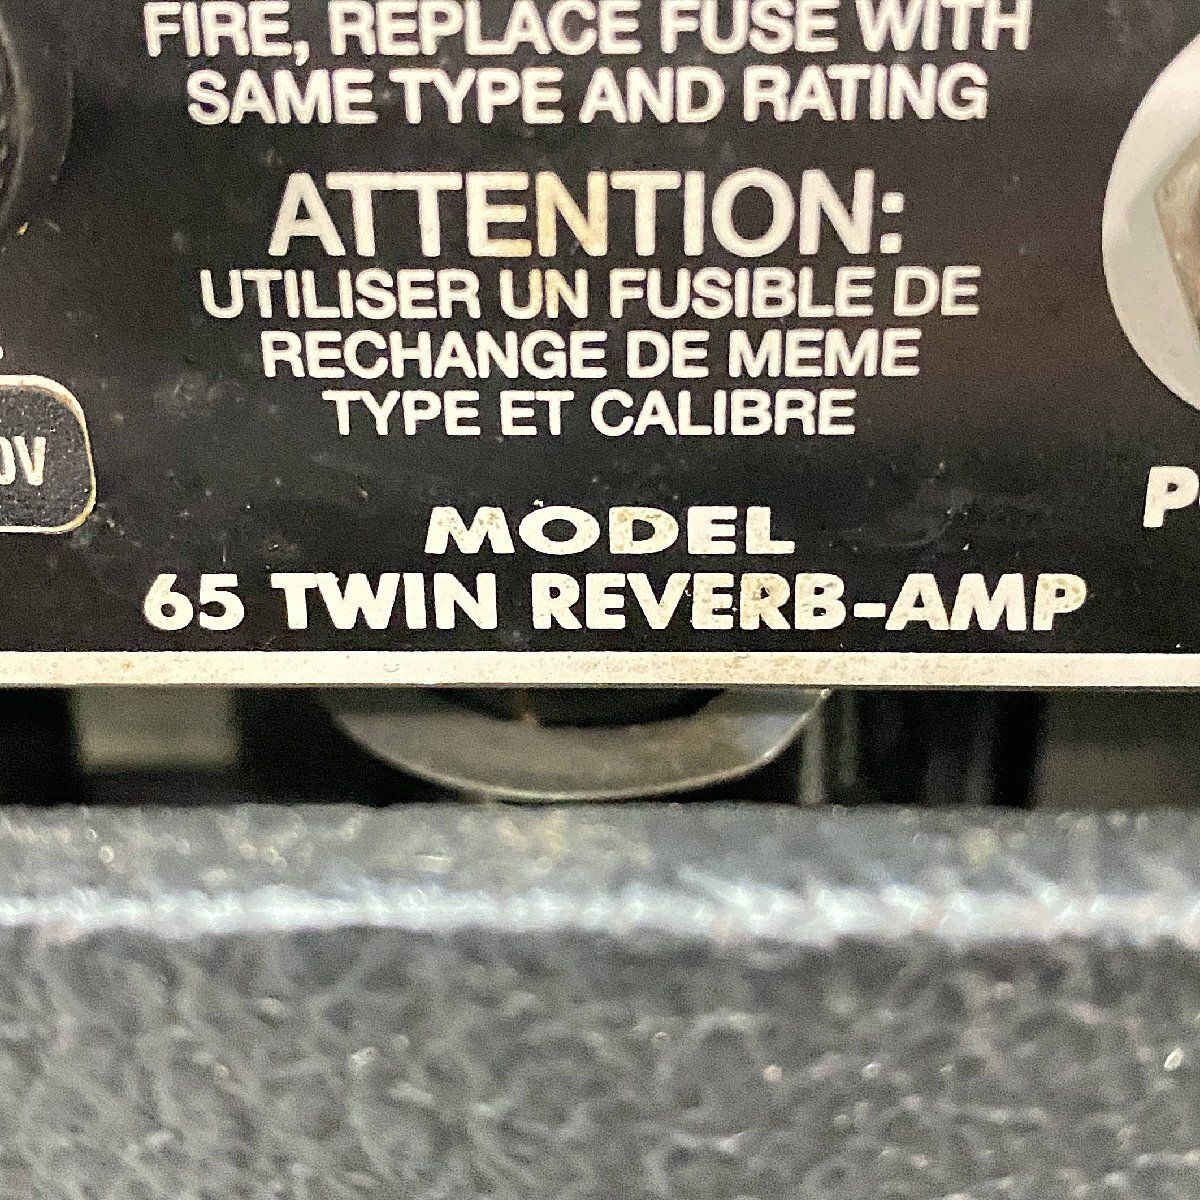 FIRE, REPLACE FUSE WITH
SAME TYPE AND RATING
ATTENTION:
UTILISER UN FUSIBLE DE
RECHANGE DE MEME
TYPE ET CALIBRE
0V
P
MODEL
65 TWIN REVERB-AMP